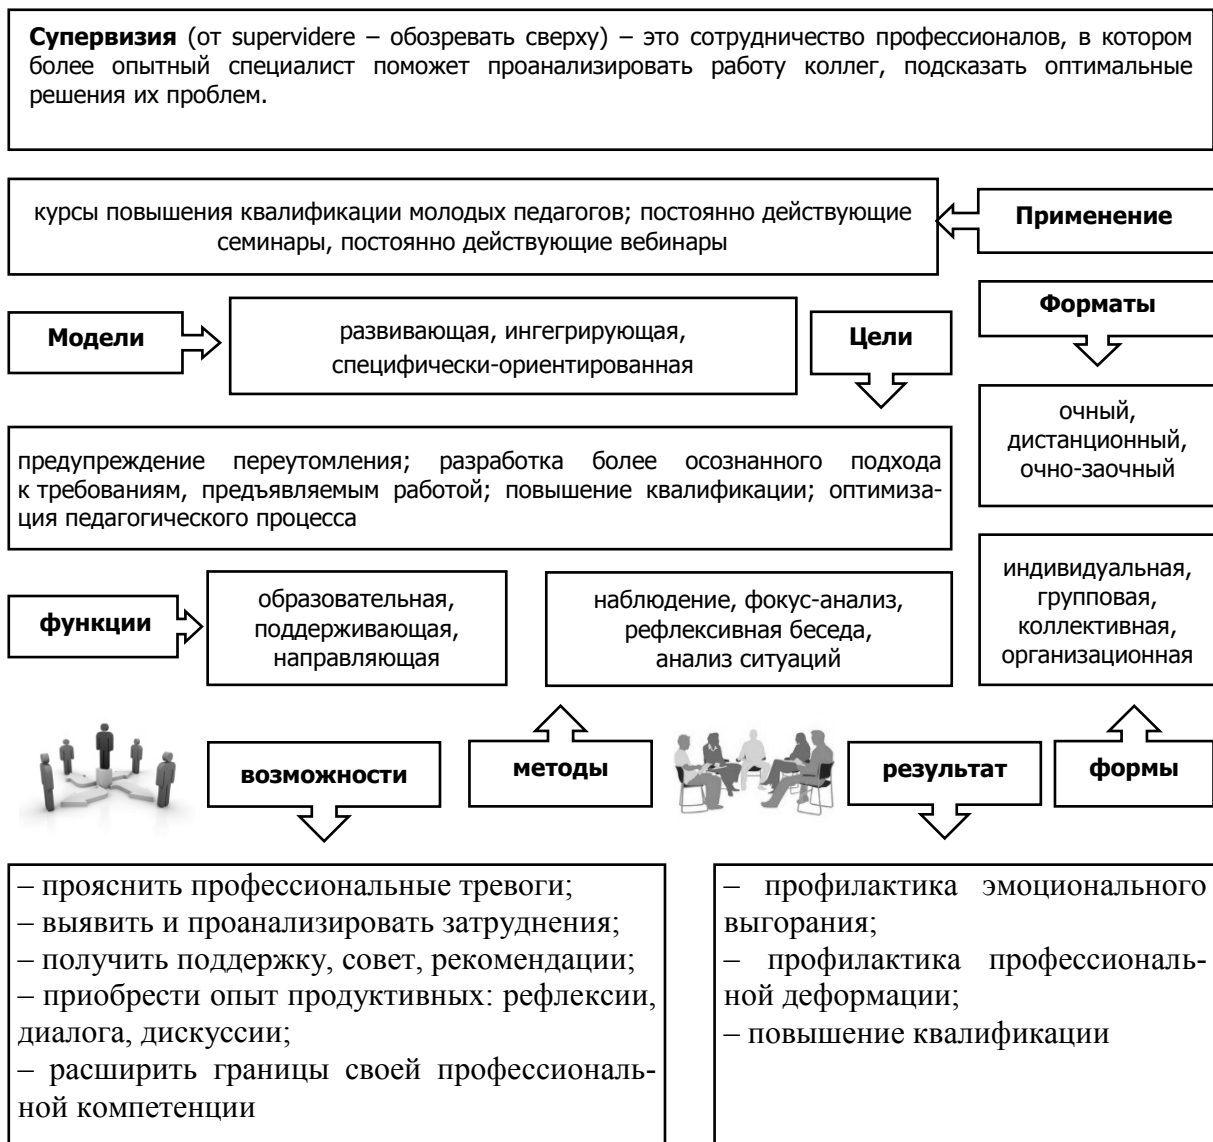 Супервизия (от supervidere – обозревать сверху) – это сотрудничество профессионалов, в котором
более опытный специалист поможет проанализировать работу коллег, подсказать оптимальные
решения их проблем.
курсы повышения квалификации молодых педагогов; постоянно действующие
семинары, постоянно действующие вебинары
Применение
Модели
развивающая, ингегрирующая,
специфически-ориентированная
Цели
Форматы
очный,
дистанционный,
очно-заочный
предупреждение переутомления; разработка более осознанного подхода
к требованиям, предъявляемым работой; повышение квалификации; оптимиза-
ция педагогического процесса
функции
образовательная,
поддерживающая,
направляющая
наблюдение, фокус-анализ,
рефлексивная беседа,
анализ ситуаций
индивидуальная,
групповая,
коллективная,
организационная
возможности
методы
результат
формы
– прояснить профессиональные тревоги;
– выявить и проанализировать затруднения;
– получить поддержку, совет, рекомендации;
– приобрести опыт продуктивных: рефлексии,
диалога, дискуссии;
– расширить границы своей профессиональ-
ной компетенции
– профилактика эмоционального
выгорания;
– профилактика профессиональ-
ной деформации;
– повышение квалификации